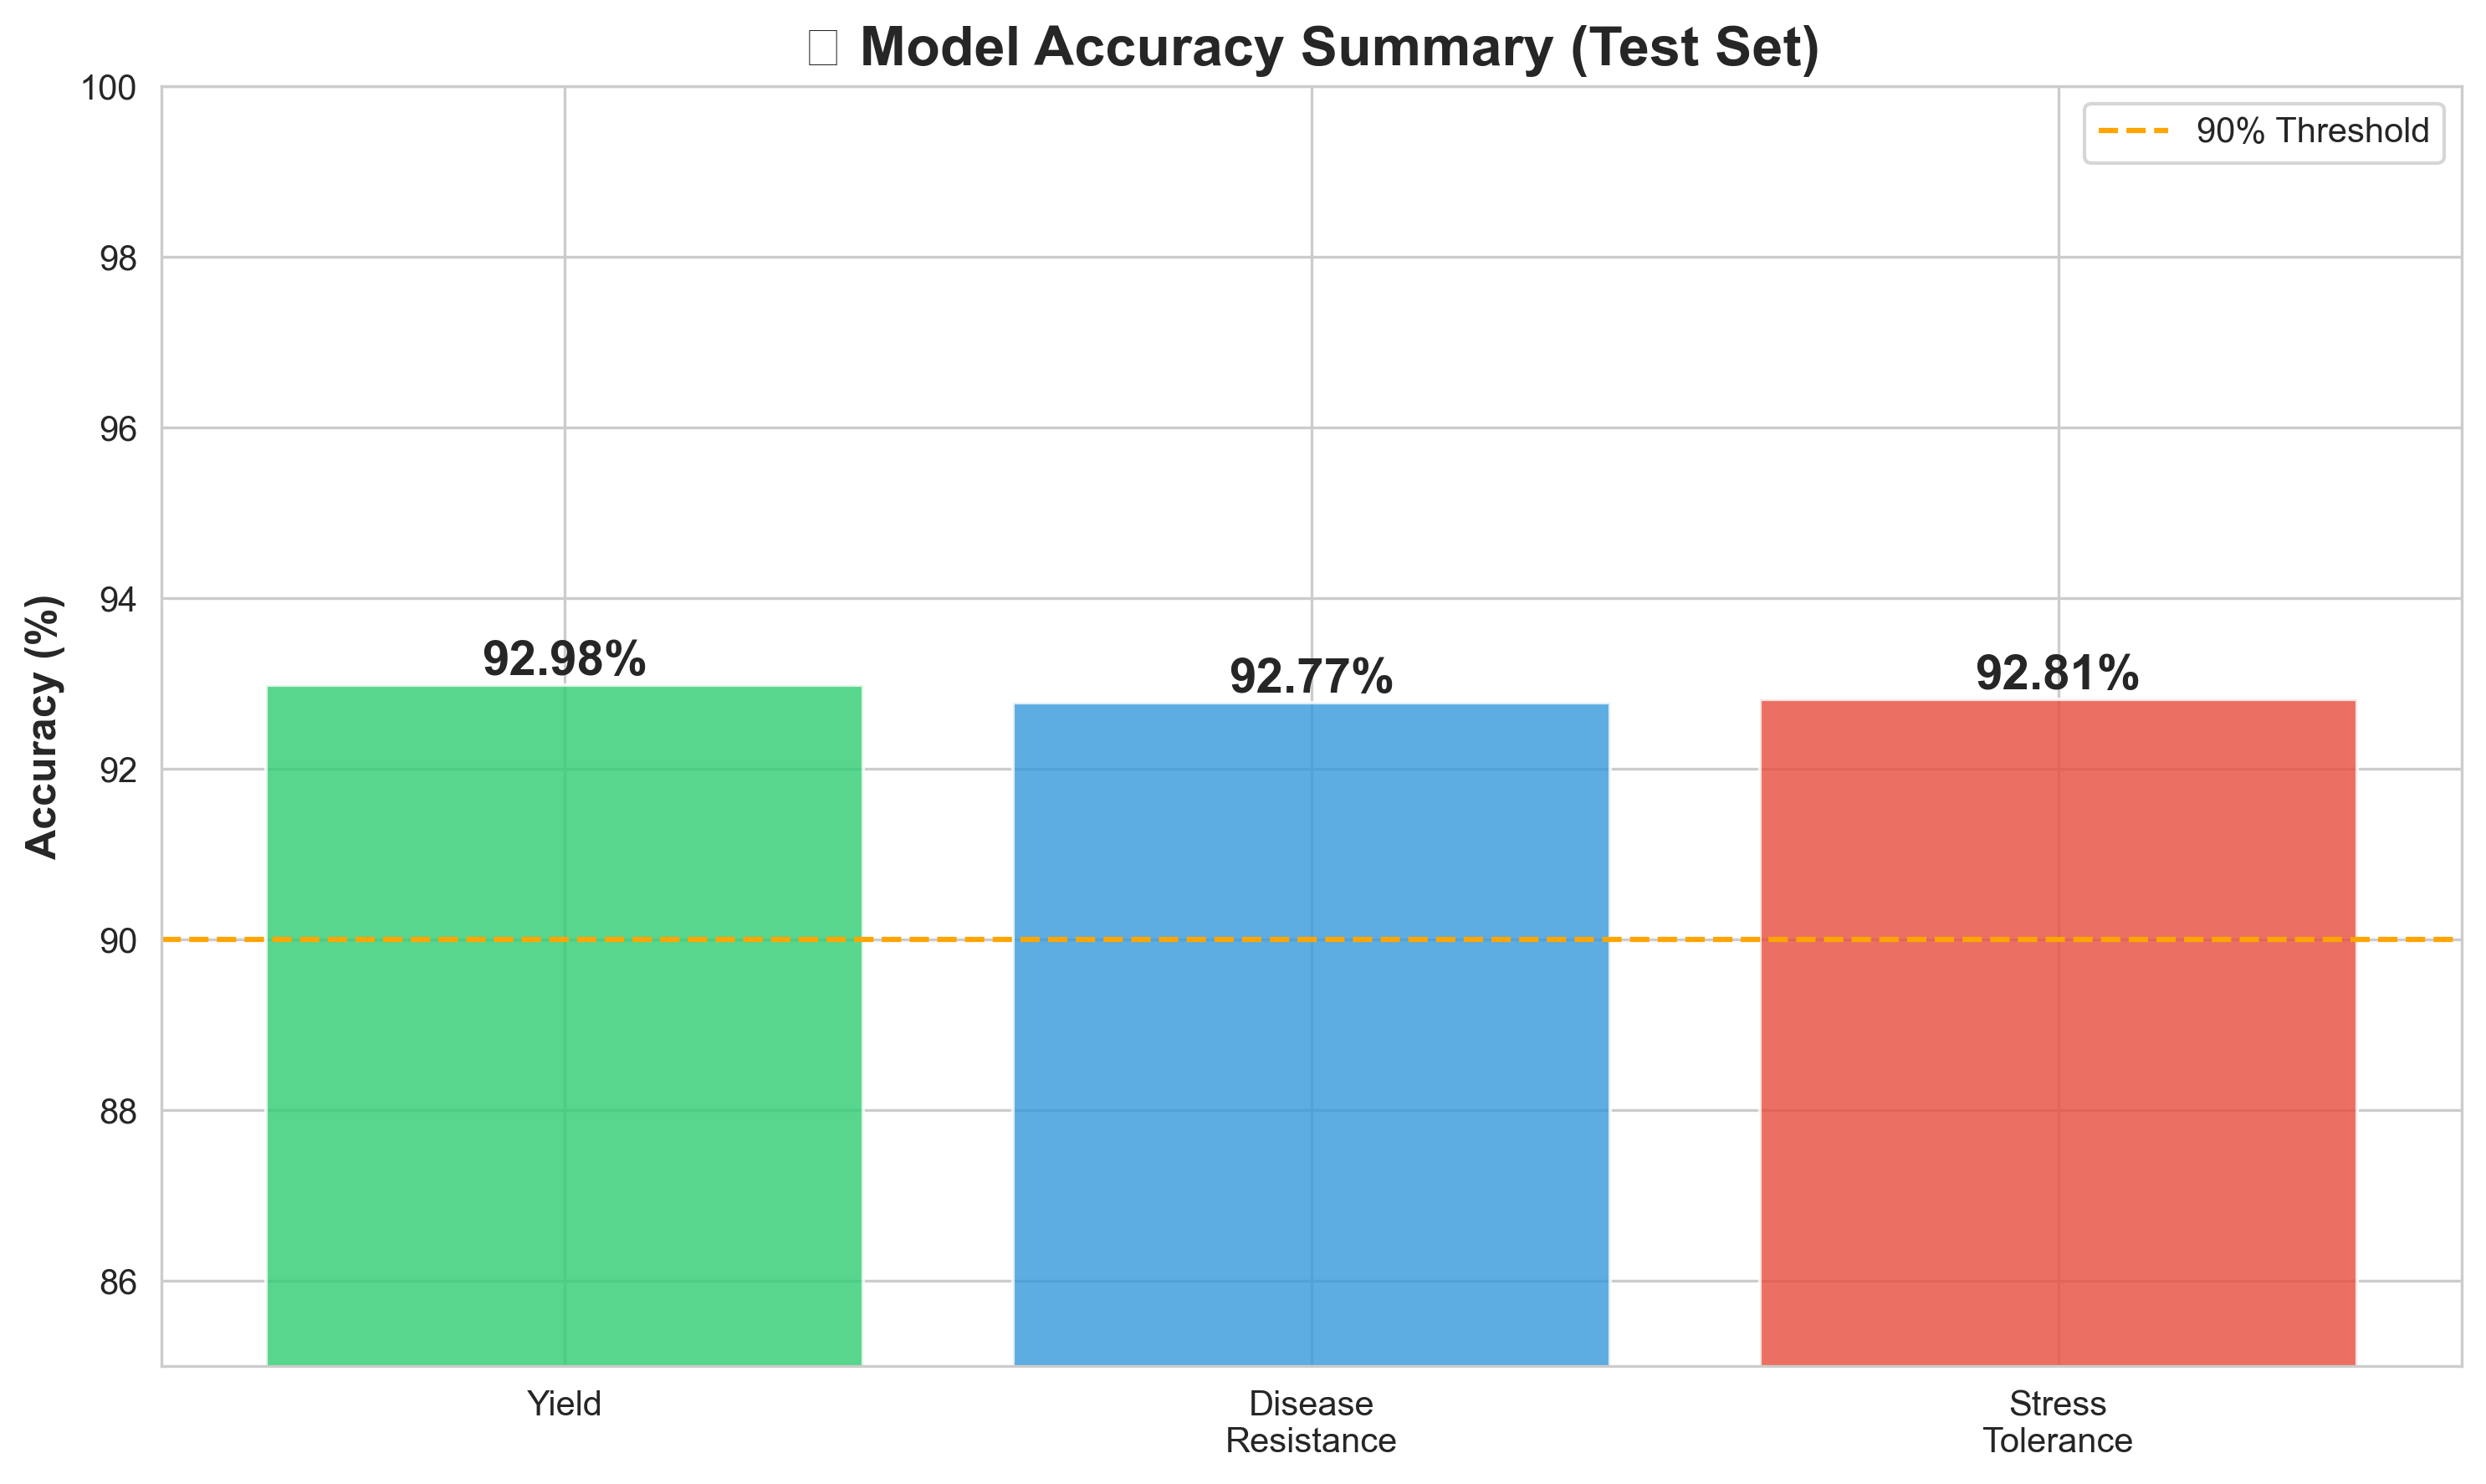 Model Accuracy Summary (Test Set)
100
98
96
94
92
90
88
86
Accuracy (%)
90% Threshold
92.98%
92.77%
92.81%
Yield
Disease
Resistance
Stress
Tolerance